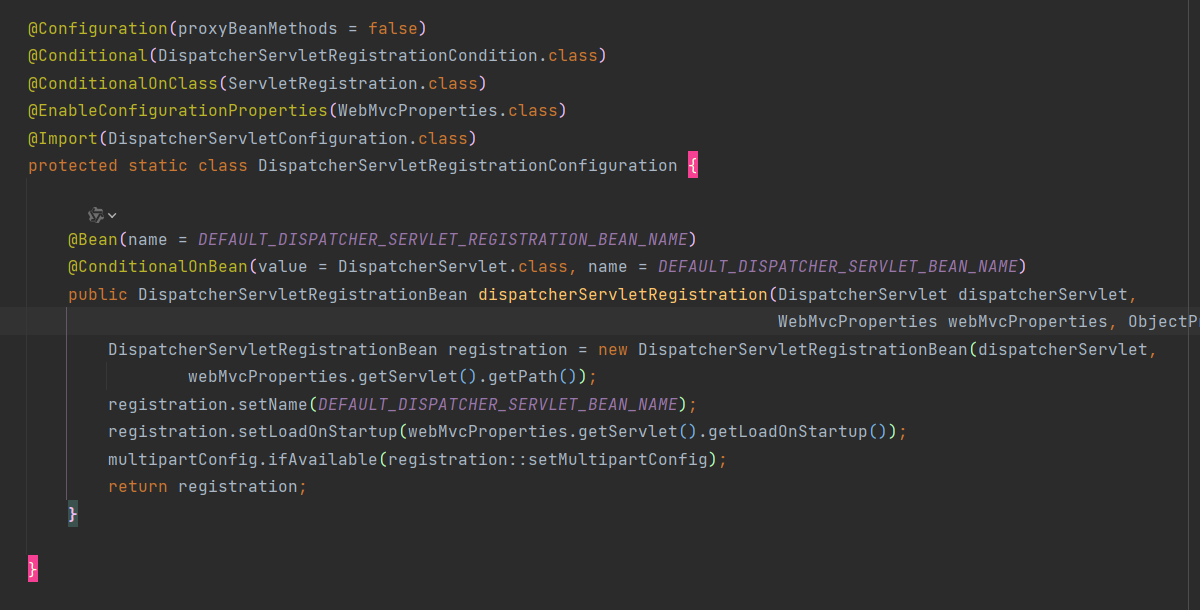 @Configuration(proxyBeanMethods = false)
@Conditional(DispatcherServletRegistrationCondition.class)
@ConditionalOnClass(ServletRegistration.class)
@EnableConfigurationProperties(WebMvcProperties.class)
@Import(DispatcherServletConfiguration.class)
protected static class DispatcherServletRegistrationConfiguration {
@Bean(name = DEFAULT_DISPATCHER_SERVLET_REGISTRATION_BEAN_NAME)
@ConditionalOnBean(value = DispatcherServlet.class, name = DEFAULT_DISPATCHER_SERVLET_BEAN_NAME)
public DispatcherServletRegistrationBean dispatcherServletRegistration(DispatcherServlet dispatcherServlet,
WebMvcProperties webMvcProperties, ObjectP
DispatcherServletRegistrationBean registration = new DispatcherServletRegistrationBean(dispatcherServlet,
webMvcProperties.getServlet().getPath());
registration.setName(DEFAULT_DISPATCHER_SERVLET_BEAN_NAME);
registration.setLoadOnStartup(webMvcProperties.getServlet().getLoadOnStartup());
multipartConfig.ifAvailable(registration::setMultipartConfig);
return registration;
}
}